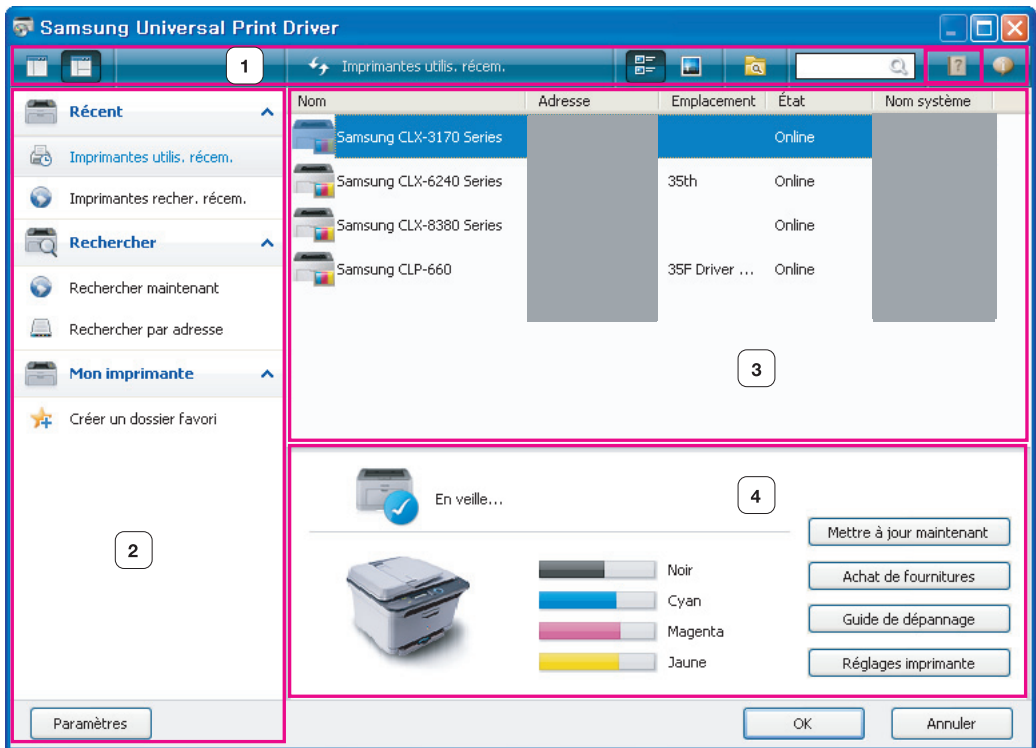 Samsung Universal Print Driver
1
Imprimantes utilis. récem.
?
i
Récent
Imprimantes utilis. récem.
Imprimantes recher. récem.
Rechercher
Rechercher maintenant
Rechercher par adresse
Mon imprimante
Créer un dossier favori
2
Paramètres
Nom Adresse Emplacement État Nom système
Samsung CLX-3170 Series Online
Samsung CLX-6240 Series 35th Online
Samsung CLX-8380 Series Online
Samsung CLP-660 35F Driver ... Online
3
En veille...
4
Noir
Cyan
Magenta
Jaune
Mettre à jour maintenant
Achat de fournitures
Guide de dépannage
Réglages imprimante
OK Annuler